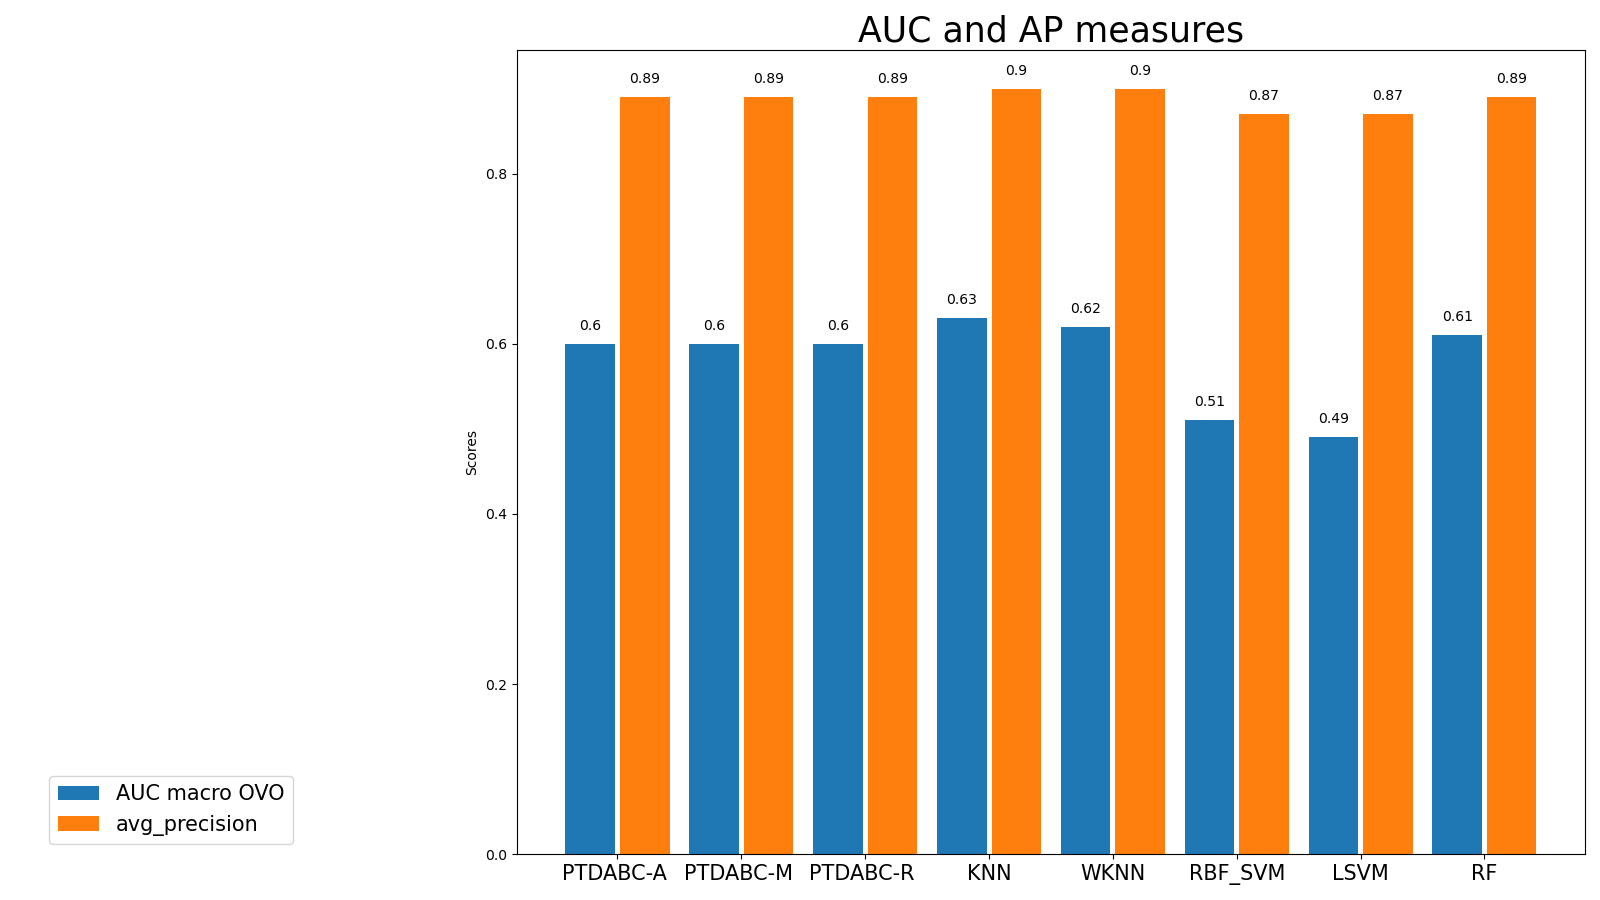 AUC and AP measures
0.89 0.89 0.89 0.9 0.9 0.87 0.87 0.89
0.6 0.6 0.6 0.63 0.62 0.51 0.49 0.61
0.8
0.6
0.4
0.2
0.0
Scores
PTDABC-A PTDABC-M PTDABC-R KNN WKNN RBF_SVM LSVM RF
AUC macro OVO
avg_precision